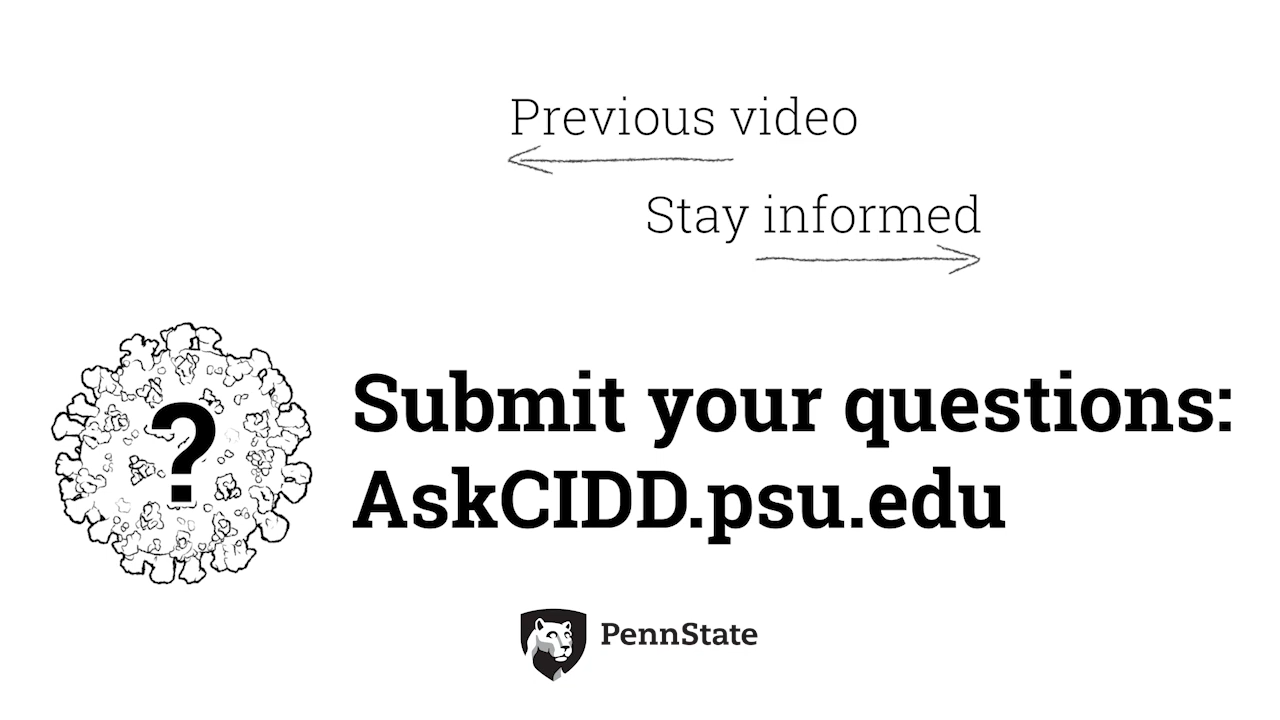 Previous video
Stay informed
?
Submit your questions:
AskCIDD.psu.edu
PennState